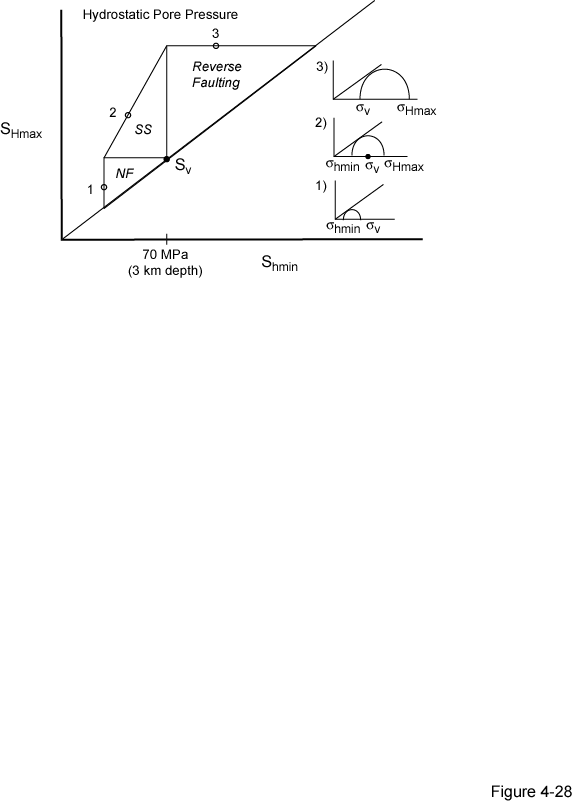 Hydrostatic Pore Pressure
3
Reverse
Faulting
3)
σv σHmax
2
SS
SHmax
2)
σhmin σv σHmax
Sv
NF
1
1)
σhmin σv
70 MPa
(3 km depth)
Shmin
Figure 4-28